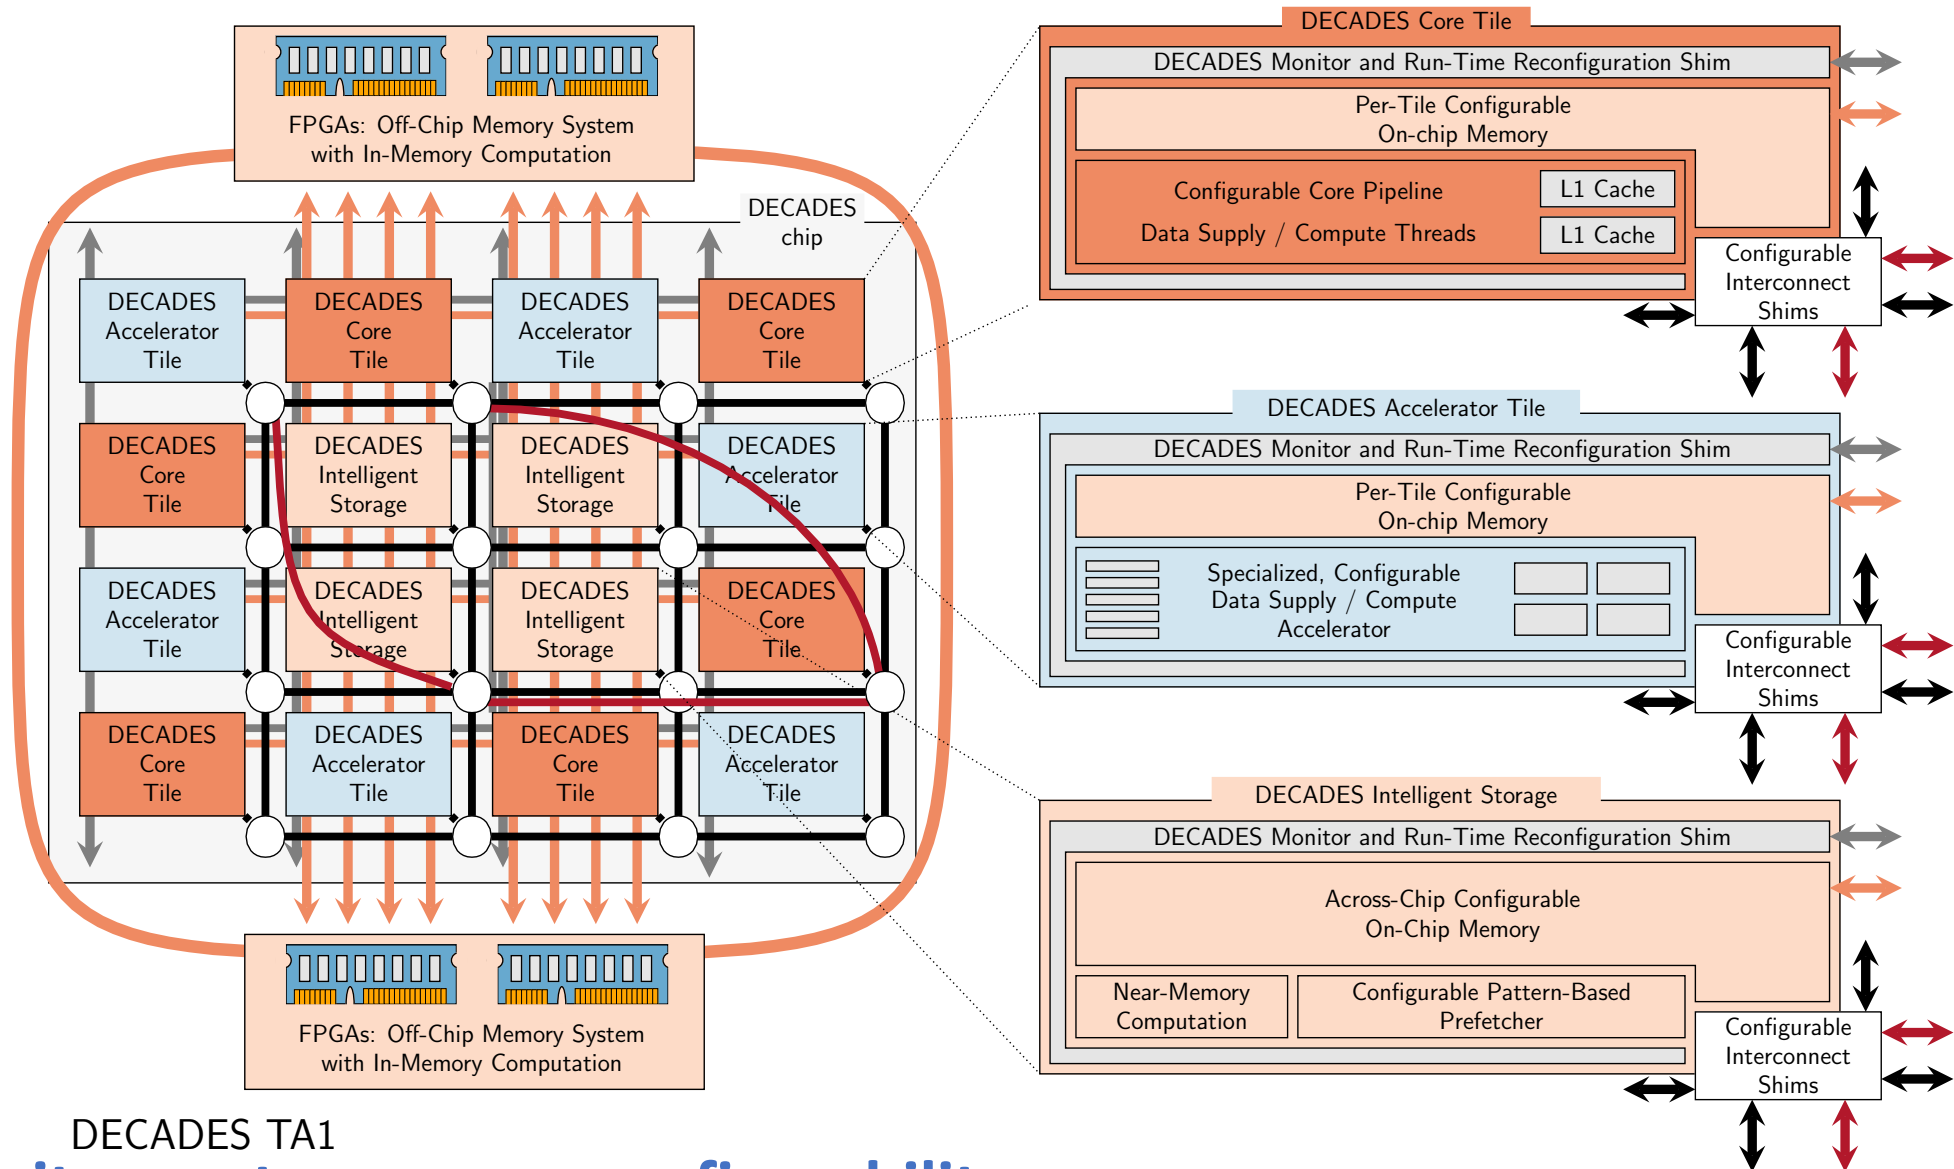 FPGAs: Off-Chip Memory System
with In-Memory Computation
DECADES
chip
DECADES
Accelerator
Tile
DECADES
Core
Tile
DECADES
Accelerator
Tile
DECADES
Core
Tile
DECADES
Core
Tile
DECADES
Intelligent
Storage
DECADES
Intelligent
Storage
DECADES
Accelerator
Tile
DECADES
Accelerator
Tile
DECADES
Intelligent
Storage
DECADES
Intelligent
Storage
DECADES
Core
Tile
DECADES
Core
Tile
DECADES
Accelerator
Tile
DECADES
Core
Tile
DECADES
Accelerator
Tile
FPGAs: Off-Chip Memory System
with In-Memory Computation
DECADES TA1
DECADES Core Tile
DECADES Monitor and Run-Time Reconfiguration Shim
Per-Tile Configurable
On-chip Memory
Configurable Core Pipeline
Data Supply / Compute Threads
L1 Cache
L1 Cache
Configurable
Interconnect
Shims
DECADES Accelerator Tile
DECADES Monitor and Run-Time Reconfiguration Shim
Per-Tile Configurable
On-chip Memory
Specialized, Configurable
Data Supply / Compute
Accelerator
Configurable
Interconnect
Shims
DECADES Intelligent Storage
DECADES Monitor and Run-Time Reconfiguration Shim
Across-Chip Configurable
On-Chip Memory
Near-Memory
Computation
Configurable Pattern-Based
Prefetcher
Configurable
Interconnect
Shims